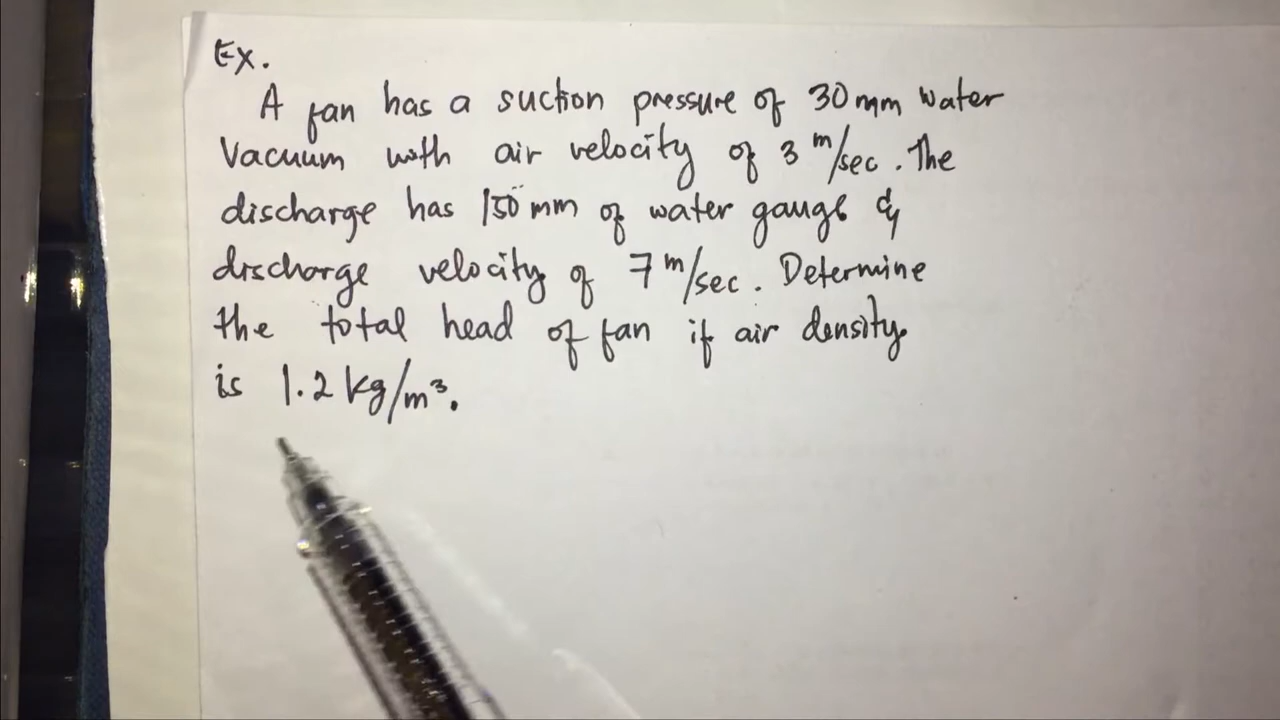 Ex.
A fan has a suction pressure of 30 mm water
Vacuum with air velocity of 3 m/sec. The
discharge has 150 mm of water gauge &
discharge velocity of 7 m/sec. Determine
the total head of fan if air density
is 1.2 kg/m³.